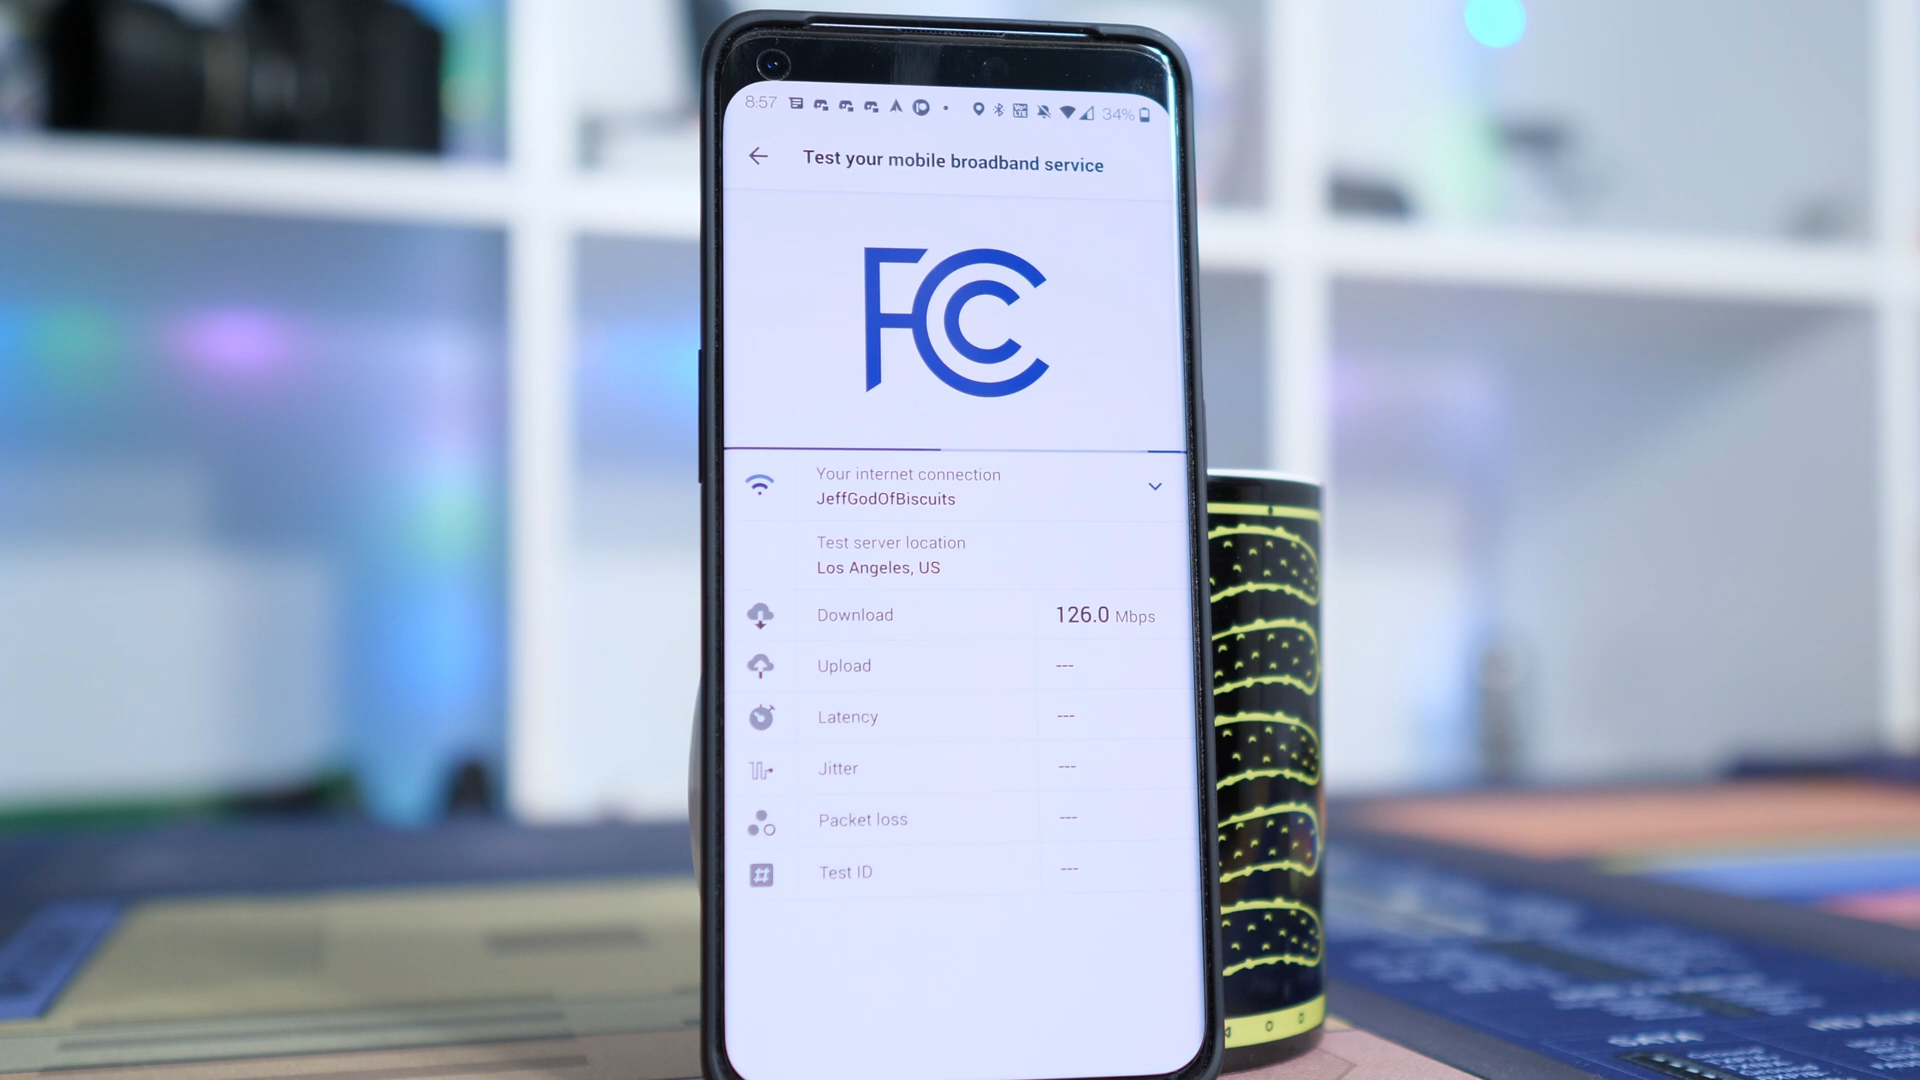 8:57
34%
Test your mobile broadband service
FCC
Your internet connection
JeffGodOfBiscuits
Test server location
Los Angeles, US
Download 126.0 Mbps
Upload ---
Latency ---
Jitter ---
Packet loss ---
Test ID ---
SATA